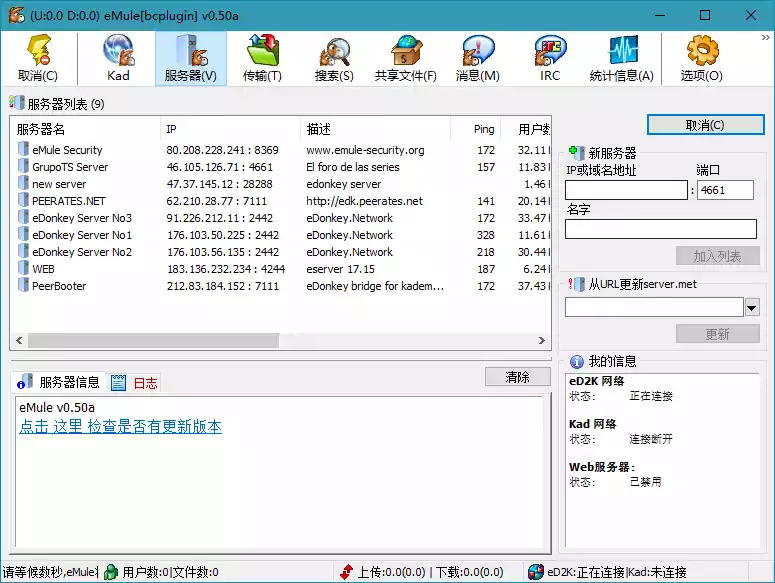 (U:0.0 D:0.0) eMule[bcplugin] v0.50a
取消(C) Kad 服务器(V) 传输(T) 搜索(S) 共享文件(F) 消息(M) IRC 统计信息(A) 选项(O)
服务器列表 (9)
服务器名 IP 描述 Ping 用户数
eMule Security 80.208.228.241 : 8369 www.emule-security.org 172 32.11
GrupoTS Server 46.105.126.71 : 4661 El foro de las series 157 11.83
new server 47.37.145.12 : 28288 edonkey server 1.46
PEERATES.NET 62.210.28.77 : 7111 http://edk.peerates.net 141 20.14
eDonkey Server No3 91.226.212.11 : 2442 eDonkey.Network 172 33.47
eDonkey Server No1 176.103.50.225 : 2442 eDonkey.Network 328 11.61
eDonkey Server No2 176.103.56.135 : 2442 eDonkey.Network 218 30.44
WEB 183.136.232.234 : 4244 eserver 17.15 187 6.24
PeerBooter 212.83.184.152 : 7111 eDonkey bridge for kadem... 172 37.43
取消(C)
新服务器
IP或域名地址 端口
: 4661
名字
加入列表
从URL更新server.met
更新
服务器信息 日志 清除
eMule v0.50a
点击 这里 检查是否有更新版本
我的信息
eD2K 网络
状态: 正在连接
Kad 网络
状态: 连接断开
Web服务器:
状态: 已禁用
请等候数秒,eMule 用户数:0|文件数:0 上传:0.0(0.0) | 下载:0.0(0.0) eD2K:正在连接|Kad:未连接